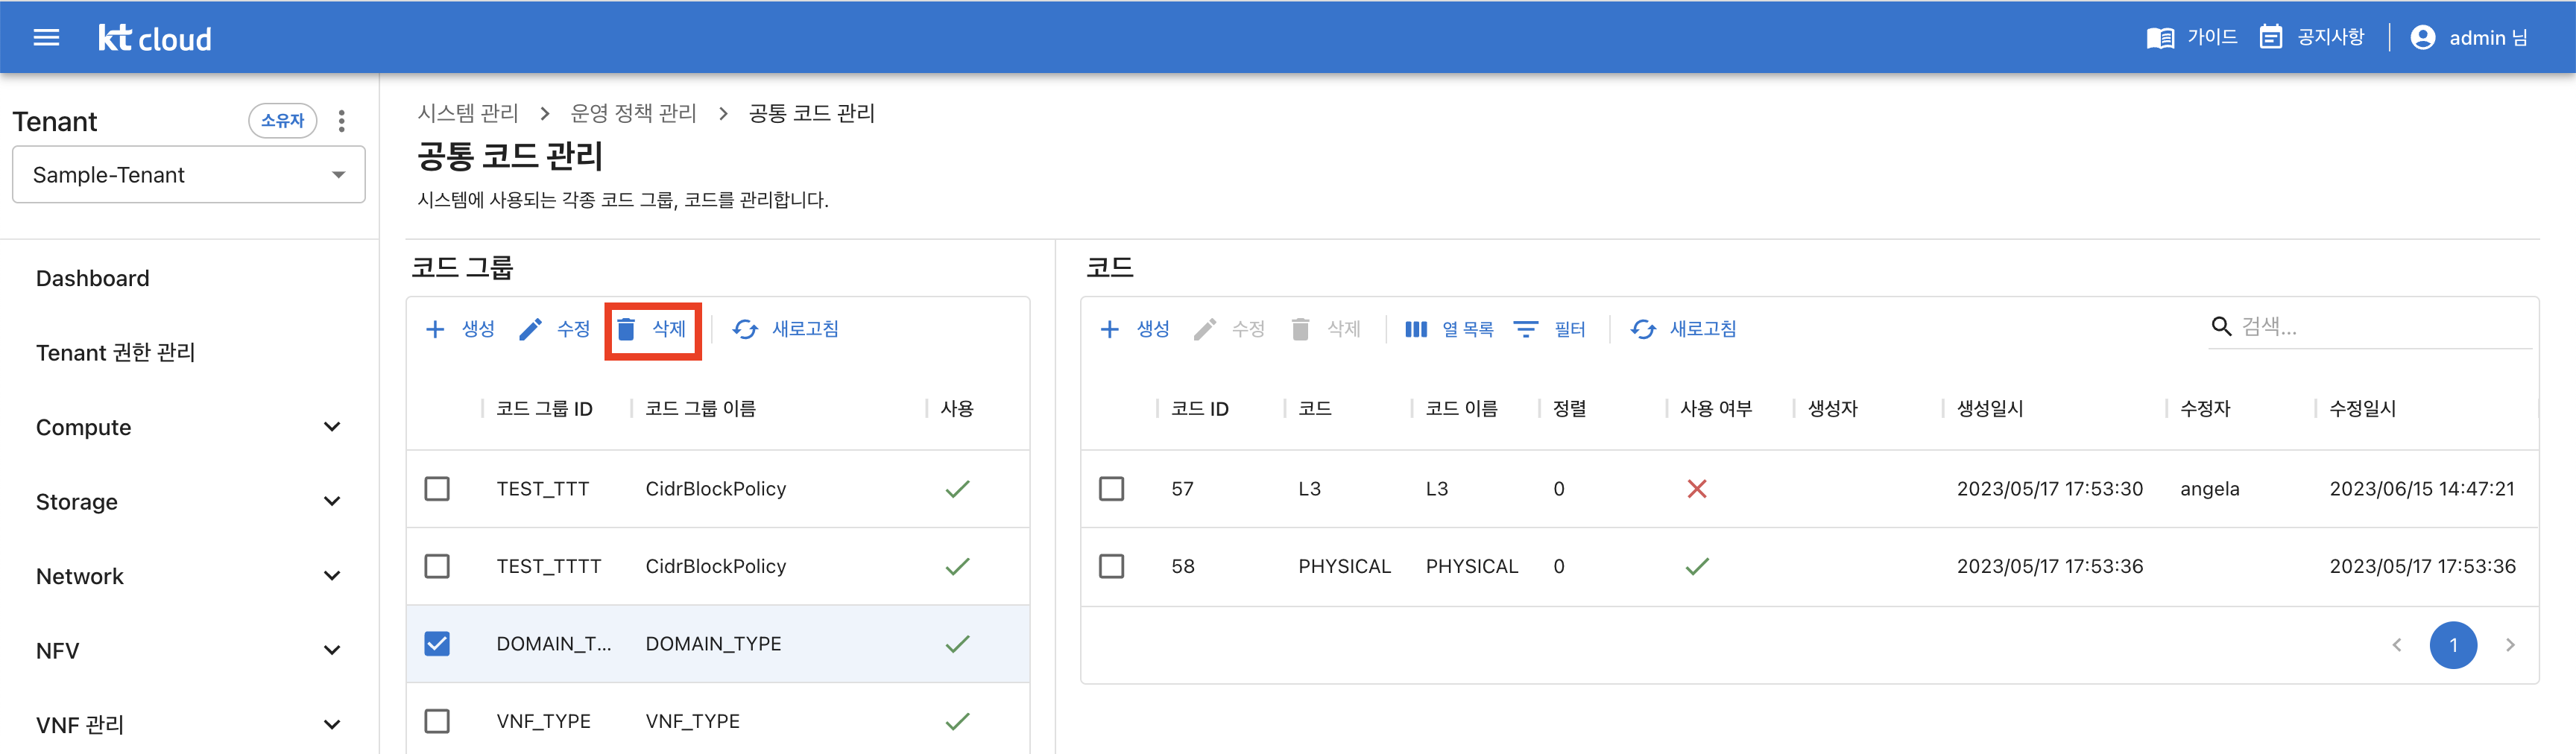 kt cloud
가이드 공지사항 admin 님
Tenant 소유자
Sample-Tenant
Dashboard
Tenant 권한 관리
Compute
Storage
Network
NFV
VNF 관리
시스템 관리 > 운영 정책 관리 > 공통 코드 관리
공통 코드 관리
시스템에 사용되는 각종 코드 그룹, 코드를 관리합니다.
코드 그룹
생성 수정 삭제 새로고침
코드 그룹 ID 코드 그룹 이름 사용
TEST_TTT CidrBlockPolicy
TEST_TTTT CidrBlockPolicy
DOMAIN_T... DOMAIN_TYPE
VNF_TYPE VNF_TYPE
코드
생성 수정 삭제 열 목록 필터 새로고침 검색...
코드 ID 코드 코드 이름 정렬 사용 여부 생성자 생성일시 수정자 수정일시
57 L3 L3 0 2023/05/17 17:53:30 angela 2023/06/15 14:47:21
58 PHYSICAL PHYSICAL 0 2023/05/17 17:53:36 2023/05/17 17:53:36
1